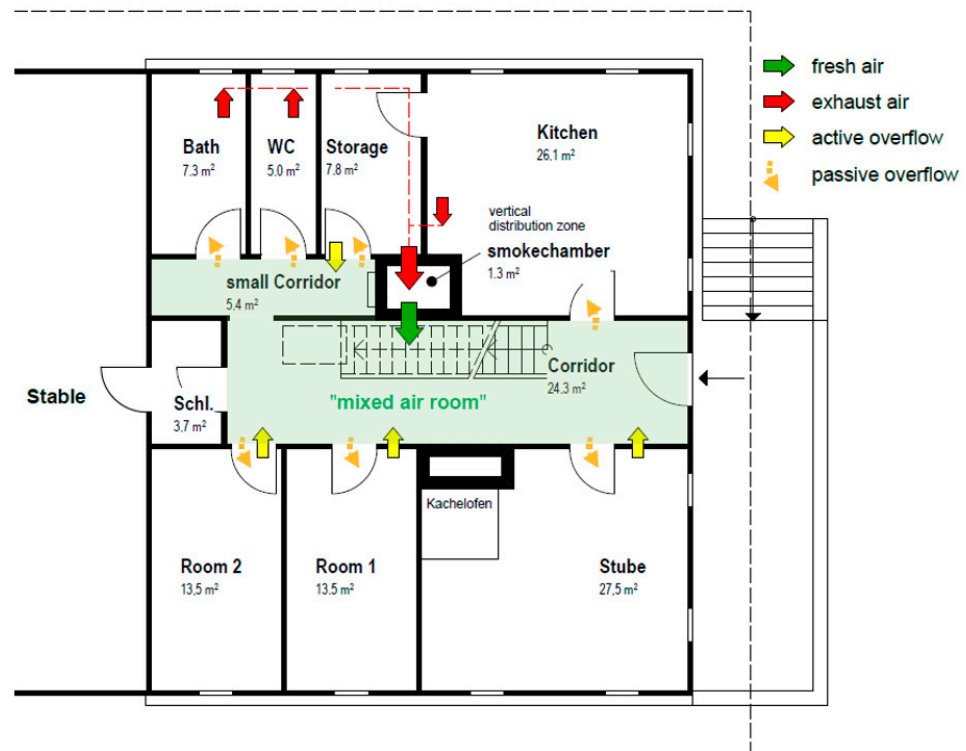 fresh air
exhaust air
active overflow
passive overflow
Bath
7.3 m²
WC
5.0 m²
Storage
7.8 m²
Kitchen
26.1 m²
vertical
distribution zone
smokechamber
1.3 m²
small Corridor
5,4 m²
Corridor
24.3 m²
"mixed air room"
Stable
Schl.
3,7 m²
Kachelofen
Room 2
13,5 m²
Room 1
13.5 m²
Stube
27,5 m²